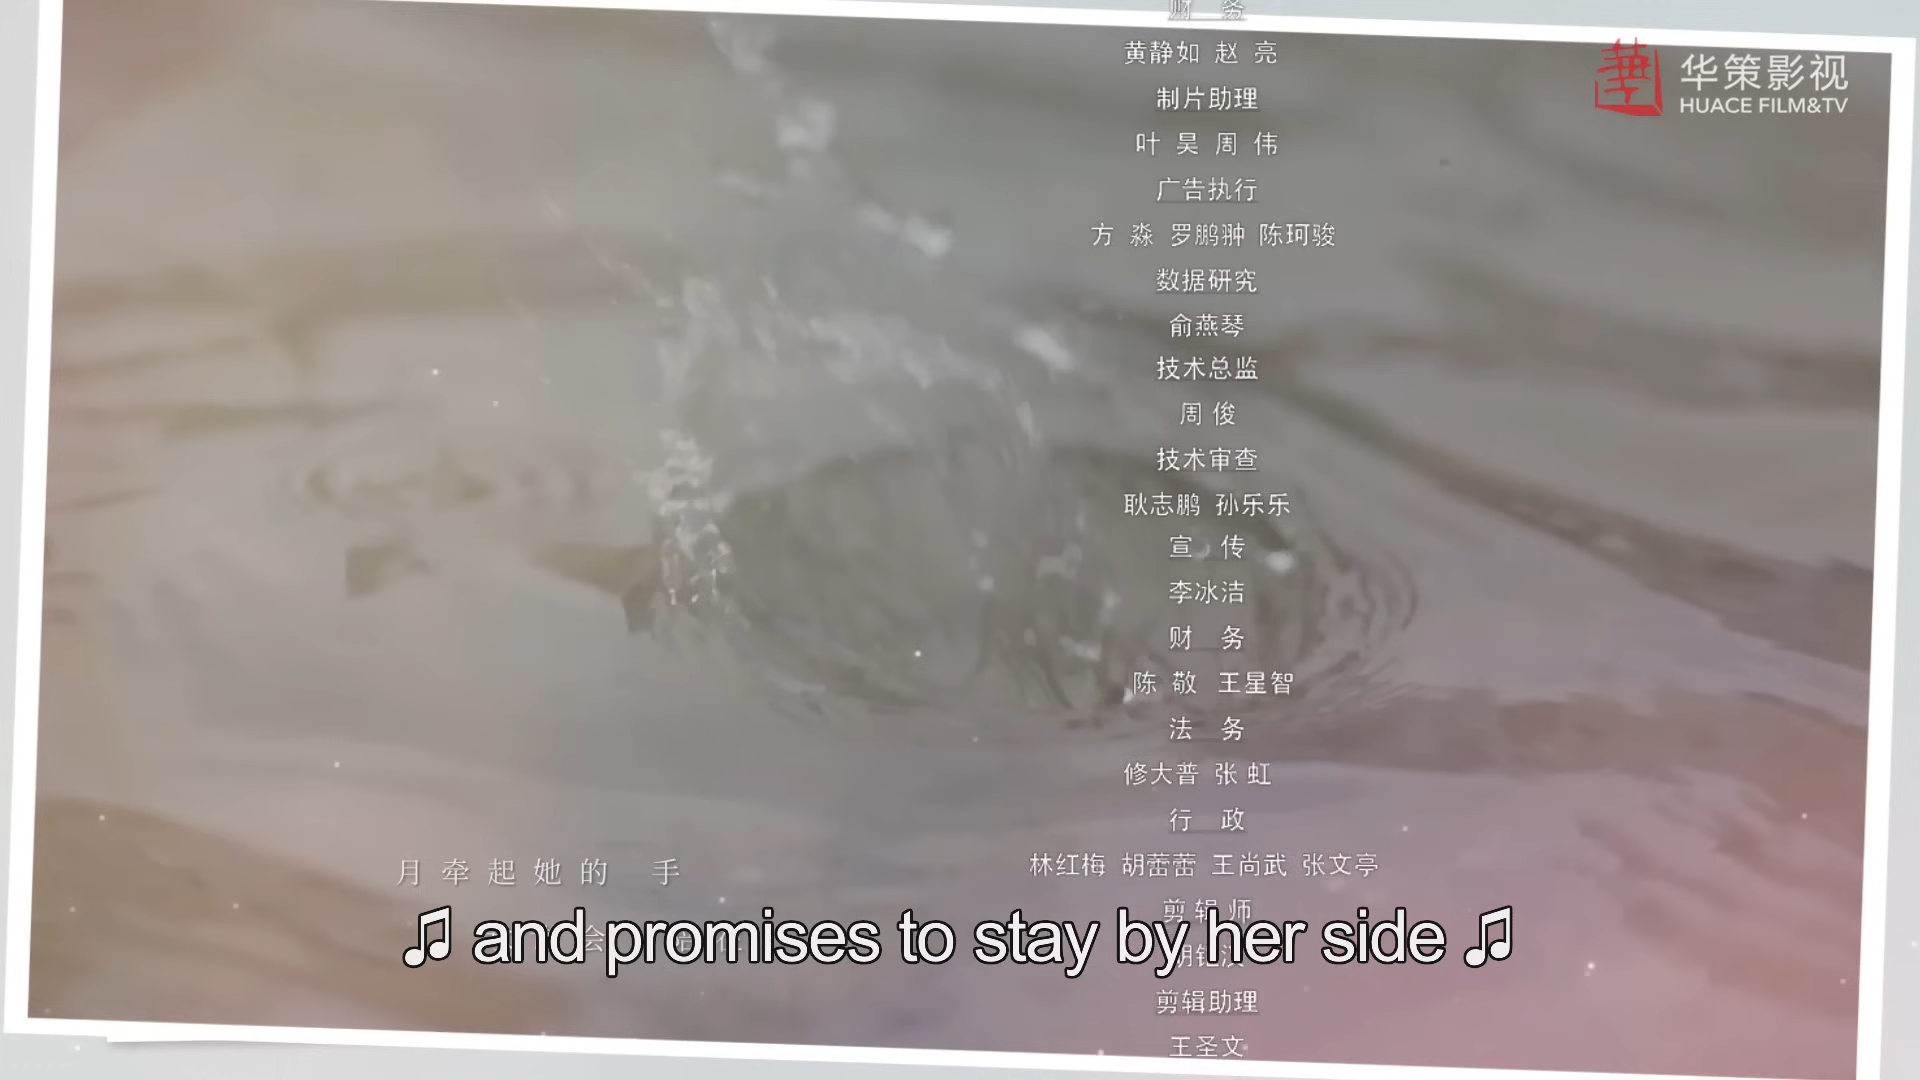 财 务
黄静如 赵 亮
制片助理
叶 昊 周 伟
广告执行
方 淼 罗鹏翀 陈珂骏
数据研究
俞燕琴
技术总监
周 俊
技术审查
耿志鹏 孙乐乐
宣 传
李冰洁
财 务
陈 敬 王星智
法 务
修大普 张 虹
行 政
林红梅 胡蕾蕾 王尚武 张文亭
剪 辑 师
剪辑助理
王圣文
华策影视
HUACE FILM&TV
月牵起她的 手
♫ and promises to stay by her side ♫